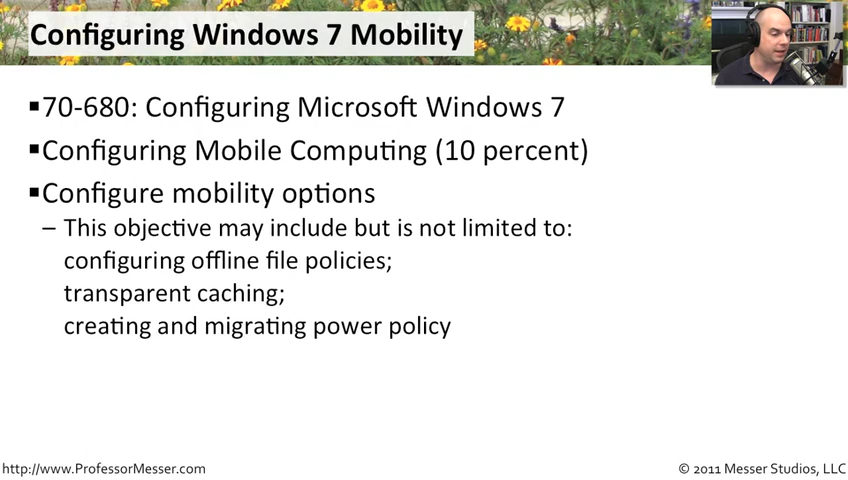 Configuring Windows 7 Mobility
▪70-680: Configuring Microsoft Windows 7
▪Configuring Mobile Computing (10 percent)
▪Configure mobility options
– This objective may include but is not limited to:
configuring offline file policies;
transparent caching;
creating and migrating power policy
http://www.ProfessorMesser.com
© 2011 Messer Studios, LLC